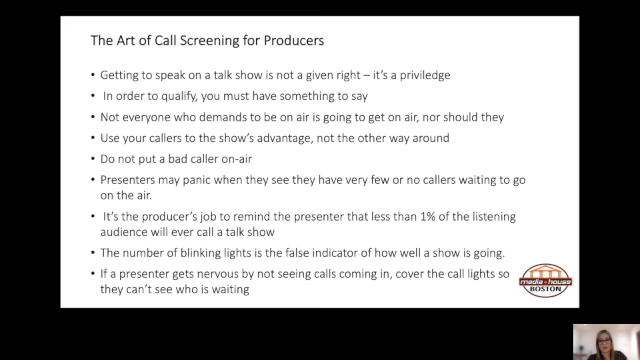 The Art of Call Screening for Producers
• Getting to speak on a talk show is not a given right – it's a priviledge
• In order to qualify, you must have something to say
• Not everyone who demands to be on air is going to get on air, nor should they
• Use your callers to the show's advantage, not the other way around
• Do not put a bad caller on-air
• Presenters may panic when they see they have very few or no callers waiting to go
on the air.
• It's the producer's job to remind the presenter that less than 1% of the listening
audience will ever call a talk show
• The number of blinking lights is the false indicator of how well a show is going.
• If a presenter gets nervous by not seeing calls coming in, cover the call lights so
they can't see who is waiting
media house
BOSTON